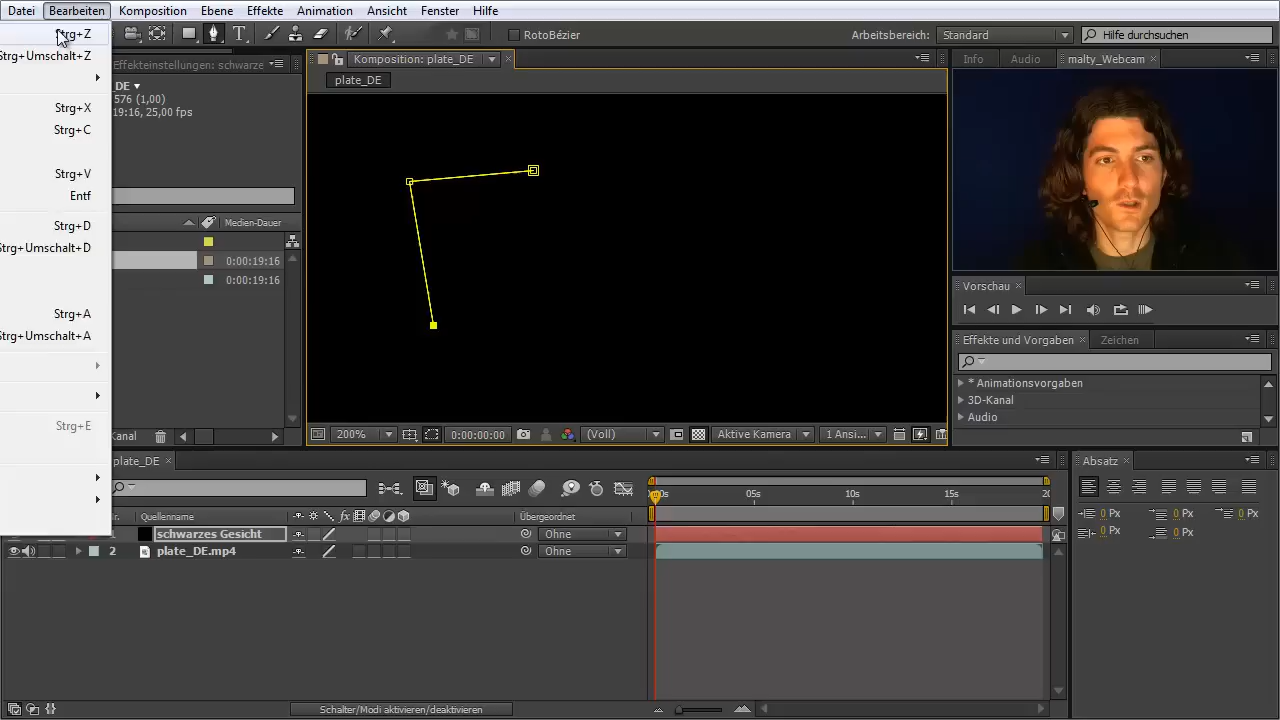 Datei Bearbeiten Komposition Ebene Effekte Animation Ansicht Fenster Hilfe
Strg+Z
Strg+Umschalt+Z
Strg+X
Strg+C
Strg+V
Entf
Strg+D
Strg+Umschalt+D
Strg+A
Strg+Umschalt+A
Strg+E
RotoBézier
Arbeitsbereich: Standard
Hilfe durchsuchen
Effekteinstellungen: schwarze
_DE
576 (1,00)
19:16, 25,00 fps
Medien-Dauer
0:00:19:16
0:00:19:16
Kanal
Komposition: plate_DE
plate_DE
200% 0:00:00:00 (Voll) Aktive Kamera 1 Ansi...
Info Audio malty_Webcam
Vorschau
Effekte und Vorgaben Zeichen
* Animationsvorgaben
3D-Kanal
Audio
plate_DE
Nr. Quellenname fx Übergeordnet
1 schwarzes Gesicht Ohne
2 plate_DE.mp4 Ohne
05s 10s 15s 20
Absatz
0 Px 0 Px 0 Px
0 Px 0 Px
Schalter/Modi aktivieren/deaktivieren